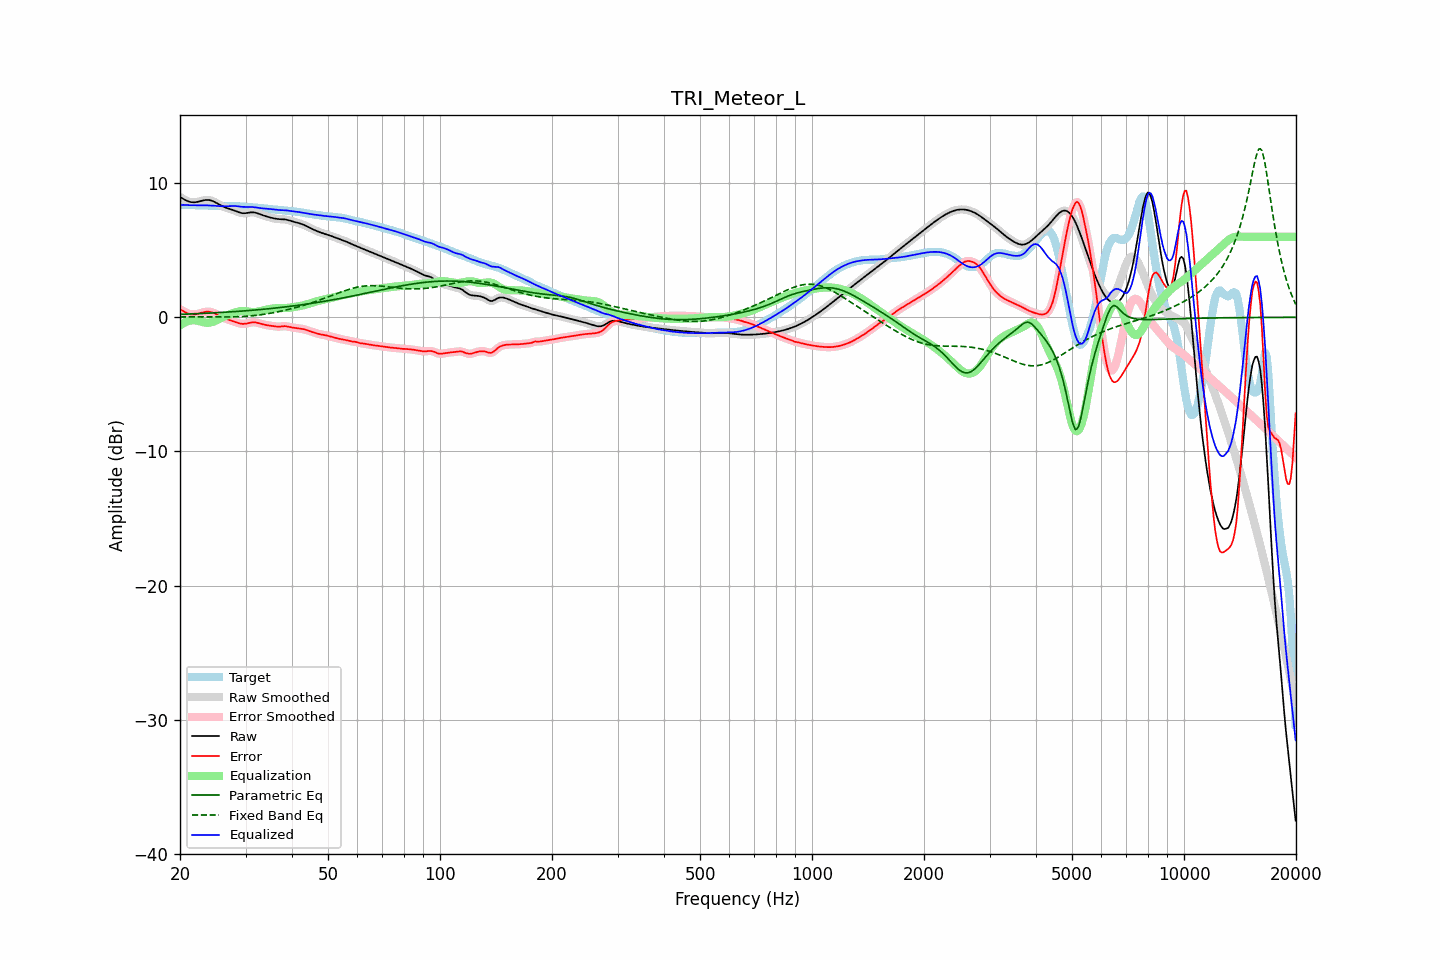 TRI_Meteor_L
Amplitude (dBr)
10
0
−10
−20
−30
−40
Target
Raw Smoothed
Error Smoothed
Raw
Error
Equalization
Parametric Eq
Fixed Band Eq
Equalized
20 50 100 200 500 1000 2000 5000 10000 20000
Frequency (Hz)